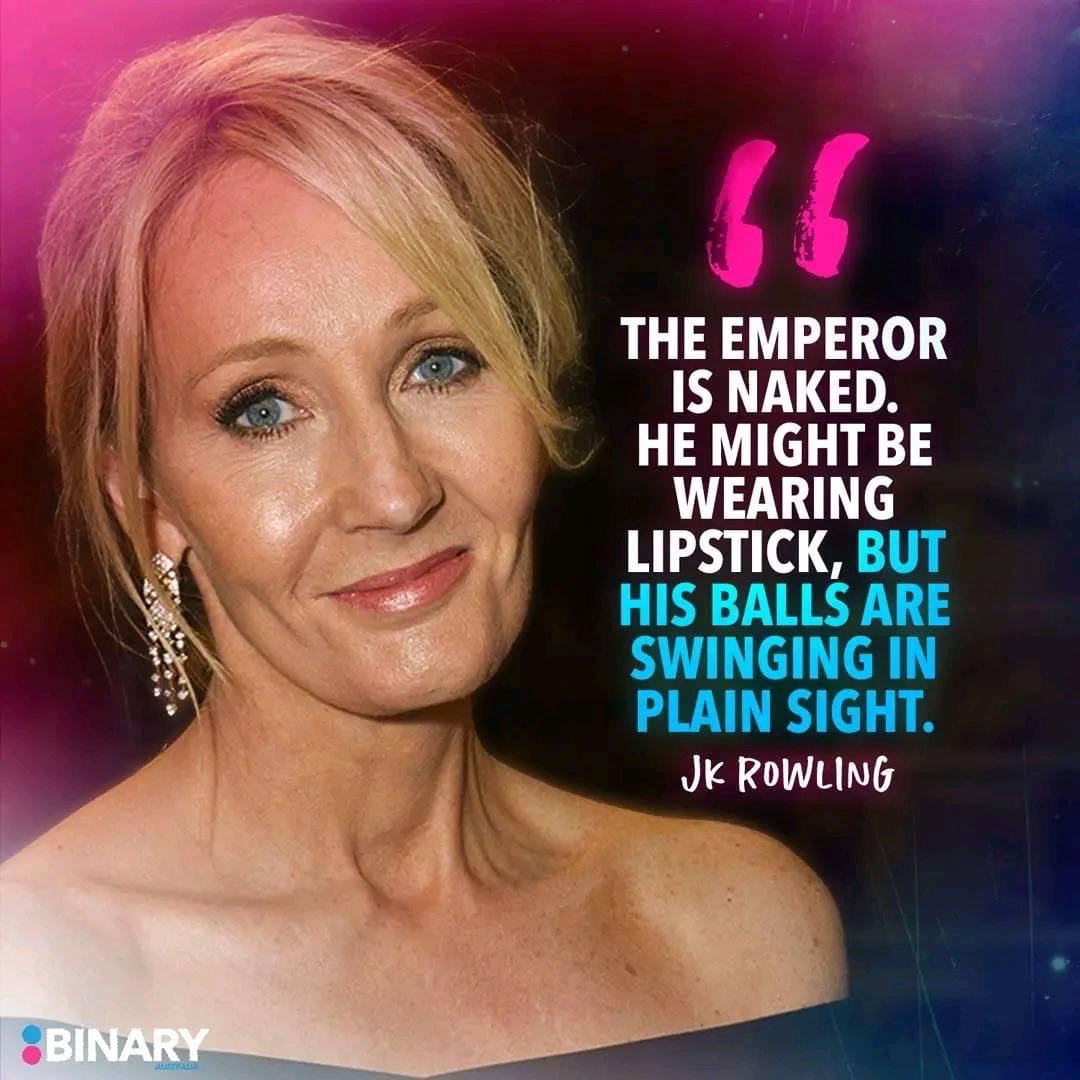 THE EMPEROR
IS NAKED.
HE MIGHT BE
WEARING
LIPSTICK, BUT
HIS BALLS ARE
SWINGING IN
PLAIN SIGHT.
JK ROWLING
BINARY
AUSTRALIA